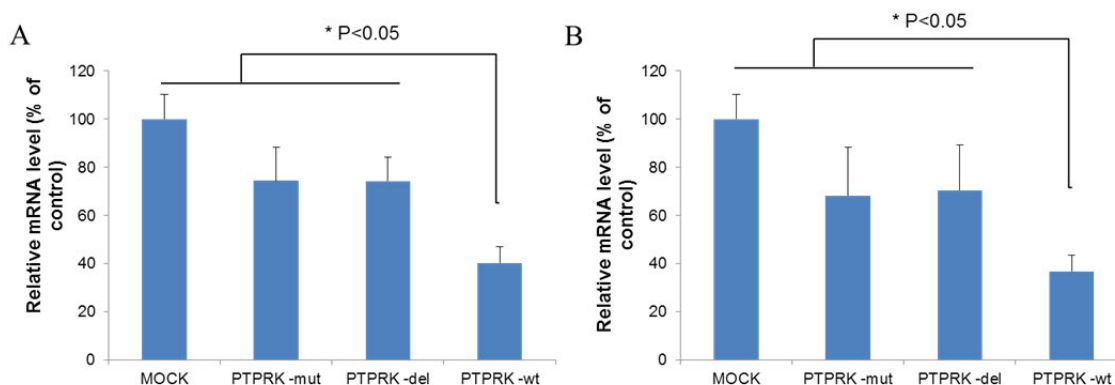 A
* P<0.05
Relative mRNA level (% of
control)
120
100
80
60
40
20
0
MOCK
PTPRK -mut
PTPRK -del
PTPRK -wt
B
* P<0.05
Relative mRNA level (% of
control)
120
100
80
60
40
20
0
MOCK
PTPRK -mut
PTPRK -del
PTPRK -wt